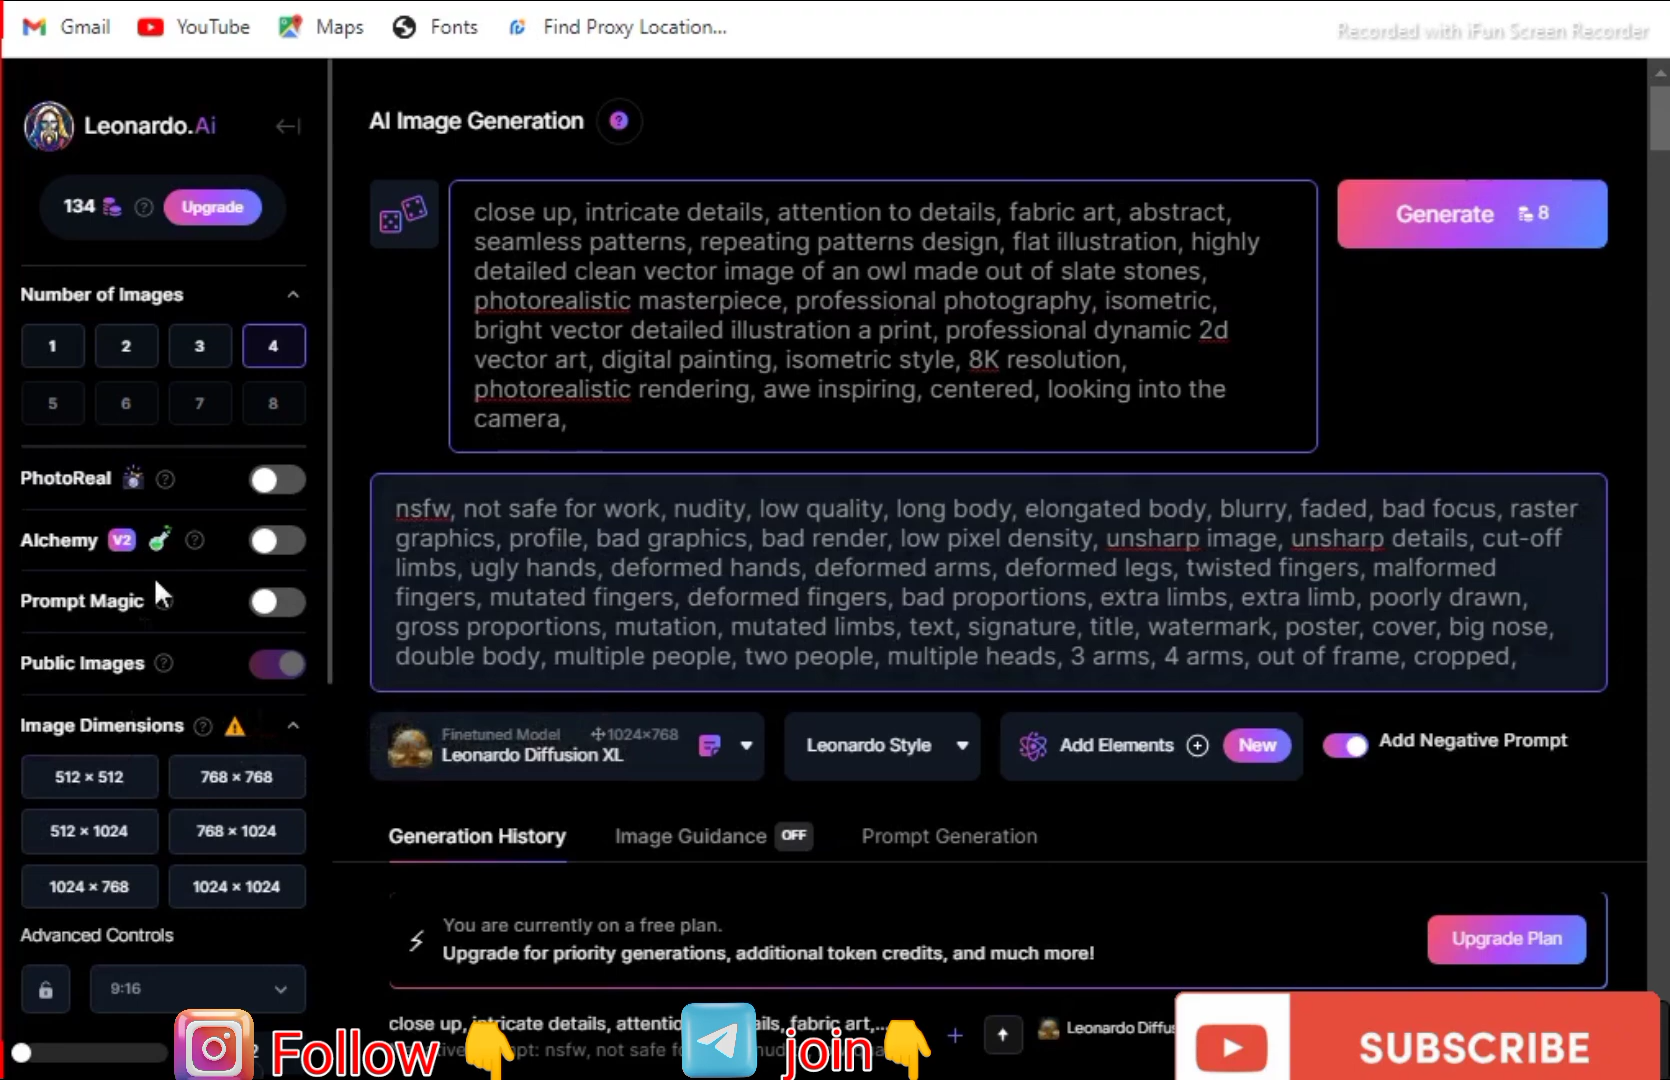 Gmail
YouTube
Maps
Fonts
Find Proxy Location...
Recorded with iFun Screen Recorder
Leonardo.Ai
134
Upgrade
Number of Images
1 2 3 4
5 6 7 8
PhotoReal
Alchemy V2
Prompt Magic
Public Images
Image Dimensions
512 × 512 768 × 768
512 × 1024 768 × 1024
1024 × 768 1024 × 1024
Advanced Controls
9:16
AI Image Generation
close up, intricate details, attention to details, fabric art, abstract,
seamless patterns, repeating patterns design, flat illustration, highly
detailed clean vector image of an owl made out of slate stones,
photorealistic masterpiece, professional photography, isometric,
bright vector detailed illustration a print, professional dynamic 2d
vector art, digital painting, isometric style, 8K resolution,
photorealistic rendering, awe inspiring, centered, looking into the
camera,
Generate 8
nsfw, not safe for work, nudity, low quality, long body, elongated body, blurry, faded, bad focus, raster
graphics, profile, bad graphics, bad render, low pixel density, unsharp image, unsharp details, cut-off
limbs, ugly hands, deformed hands, deformed arms, deformed legs, twisted fingers, malformed
fingers, mutated fingers, deformed fingers, bad proportions, extra limbs, extra limb, poorly drawn,
gross proportions, mutation, mutated limbs, text, signature, title, watermark, poster, cover, big nose,
double body, multiple people, two people, multiple heads, 3 arms, 4 arms, out of frame, cropped,
Finetuned Model 1024×768
Leonardo Diffusion XL
Leonardo Style
Add Elements New
Add Negative Prompt
Generation History
Image Guidance OFF
Prompt Generation
You are currently on a free plan.
Upgrade for priority generations, additional token credits, and much more!
Upgrade Plan
close up, intricate details, fabric art,...
Leonardo
prompt: nsfw, not safe
Follow
join
SUBSCRIBE